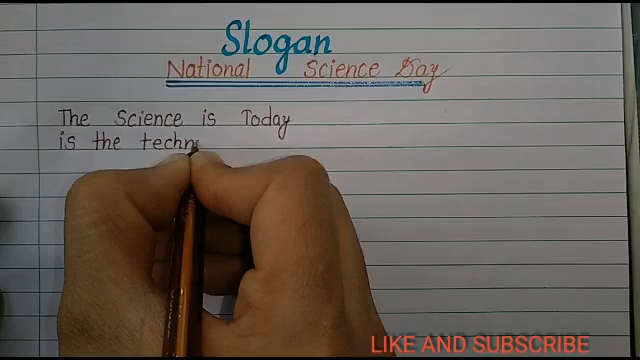 Slogan
National Science Day
The Science is Today
is the techn
LIKE AND SUBSCRIBE